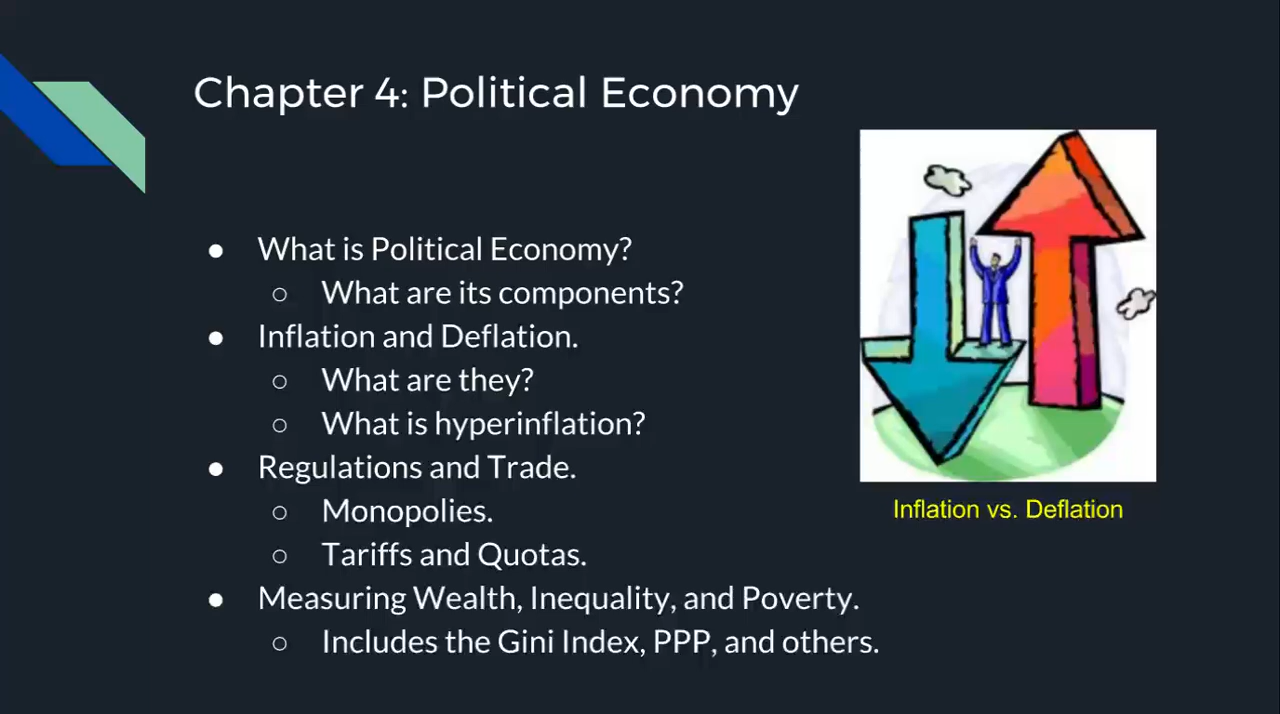 Chapter 4: Political Economy
● What is Political Economy?
○ What are its components?
● Inflation and Deflation.
○ What are they?
○ What is hyperinflation?
● Regulations and Trade.
○ Monopolies.
○ Tariffs and Quotas.
● Measuring Wealth, Inequality, and Poverty.
○ Includes the Gini Index, PPP, and others.
Inflation vs. Deflation